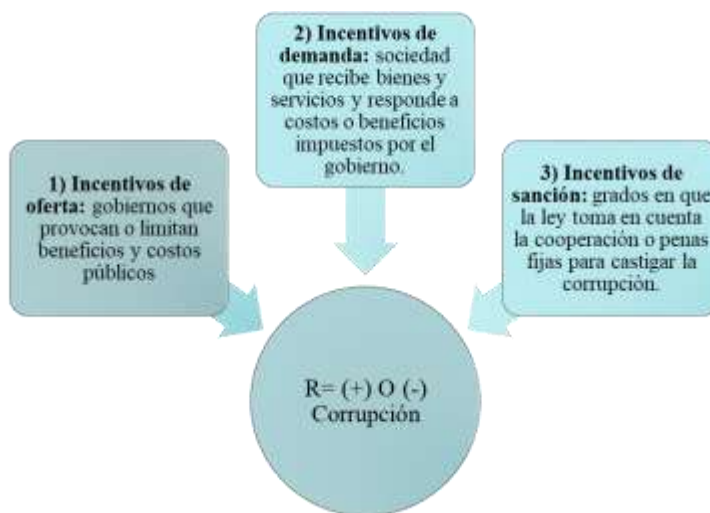 1) Incentivos de
oferta: gobiernos que
provocan o limitan
beneficios y costos
públicos
2) Incentivos de
demanda: sociedad
que recibe bienes y
servicios y responde a
costos o beneficios
impuestos por el
gobierno.
3) Incentivos de
sanción: grados en que
la ley toma en cuenta
la cooperación o penas
fijas para castigar la
corrupción.
R= (+) O (-)
Corrupción